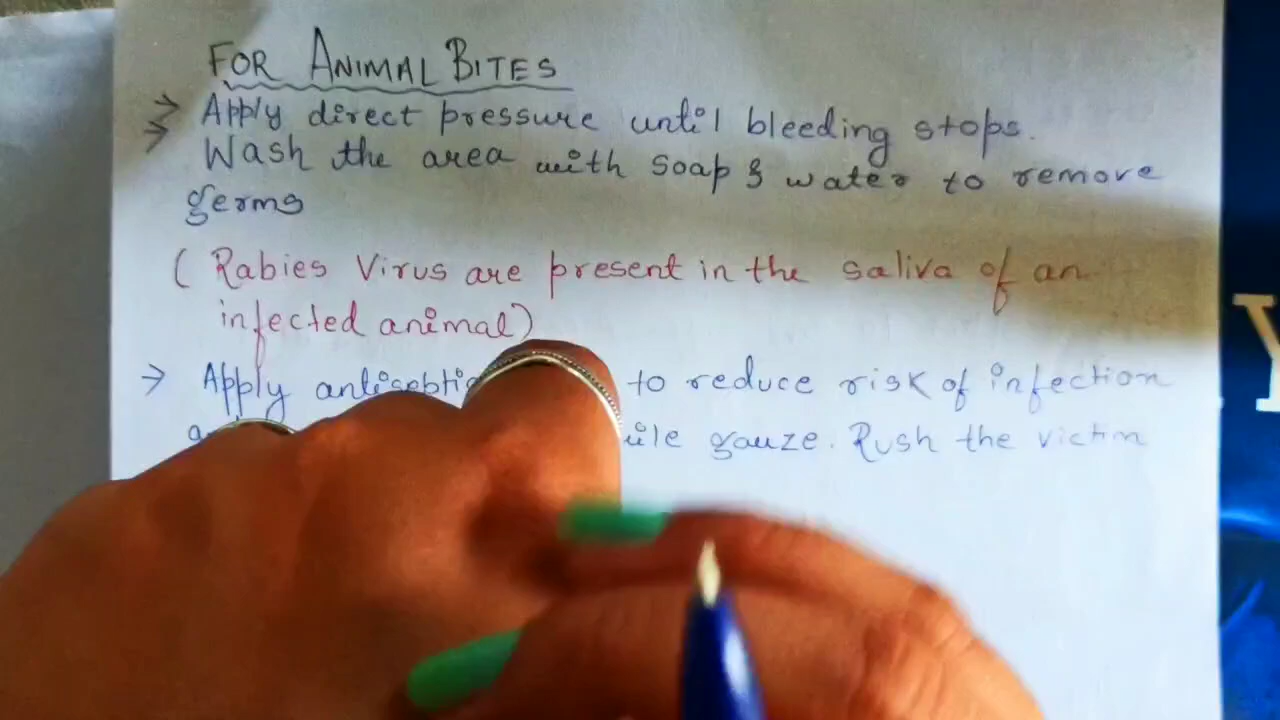 FOR ANIMAL BITES
→ Apply direct pressure until bleeding stops.
→ Wash the area with soap & water to remove
germs
( Rabies Virus are present in the saliva of an
infected animal)
→ Apply antiseptic to reduce risk of infection
gauze. Rush the victim
Y